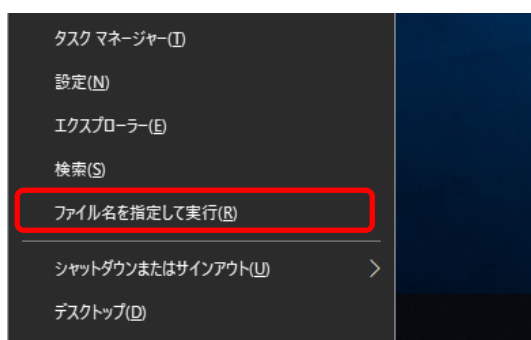 タスク マネージャー(T)
設定(N)
エクスプローラー(E)
検索(S)
ファイル名を指定して実行(R)
シャットダウンまたはサインアウト(U)
デスクトップ(D)